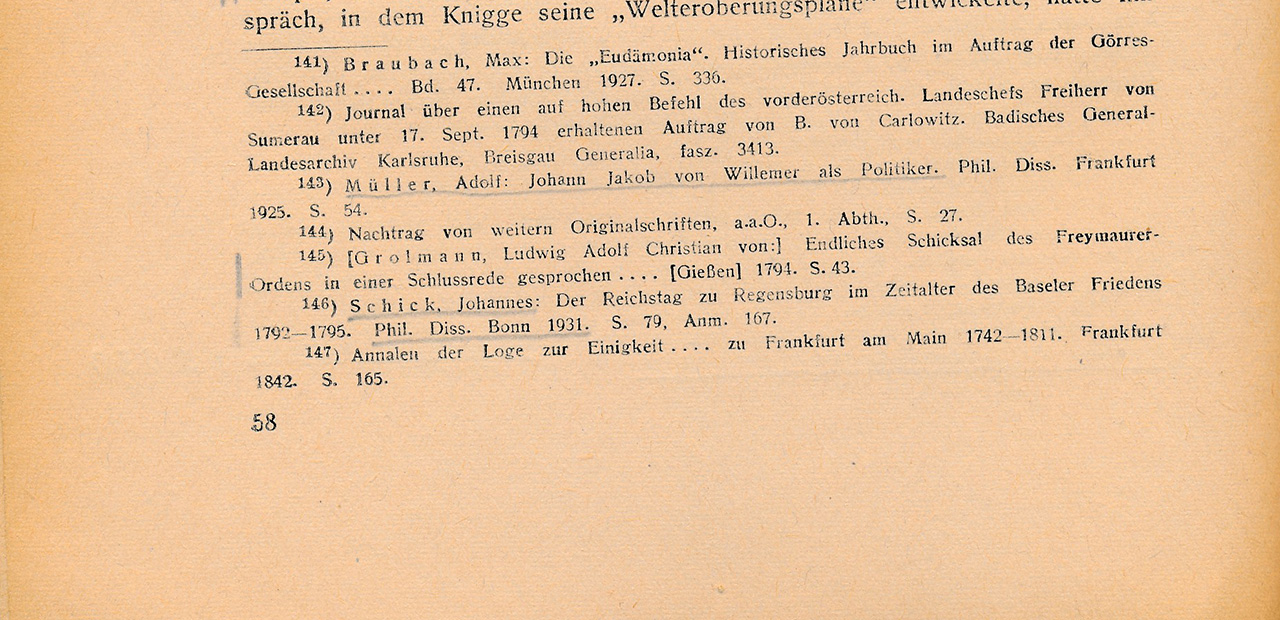 spräch, in dem Knigge seine „Welteroberungspläne“ entwickelte, hatte
141) Braubach, Max: Die „Eudämonia“. Historisches Jahrbuch im Auftrag der Görres-
Gesellschaft .... Bd. 47. München 1927. S. 336.
142) Journal über einen auf hohen Befehl des vorderösterreich. Landeschefs Freiherr von
Sumerau unter 17. Sept. 1794 erhaltenen Auftrag von B. von Carlowitz. Badisches General-
Landesarchiv Karlsruhe, Breisgau Generalia, fasz. 3413.
143) Müller, Adolf: Johann Jakob von Willemer als Politiker. Phil. Diss. Frankfurt
1925. S. 54.
144) Nachtrag von weitern Originalschriften, a.a.O., 1. Abth., S. 27.
145) [Grolmann, Ludwig Adolf Christian von:] Endliches Schicksal des Freymaurer-
Ordens in einer Schlussrede gesprochen .... [Gießen] 1794. S. 43.
146) Schick, Johannes: Der Reichstag zu Regensburg im Zeitalter des Baseler Friedens
1792—1795. Phil. Diss. Bonn 1931. S. 79, Anm. 167.
147) Annalen der Loge zur Einigkeit .... zu Frankfurt am Main 1742—1811. Frankfurt
1842. S. 165.
58